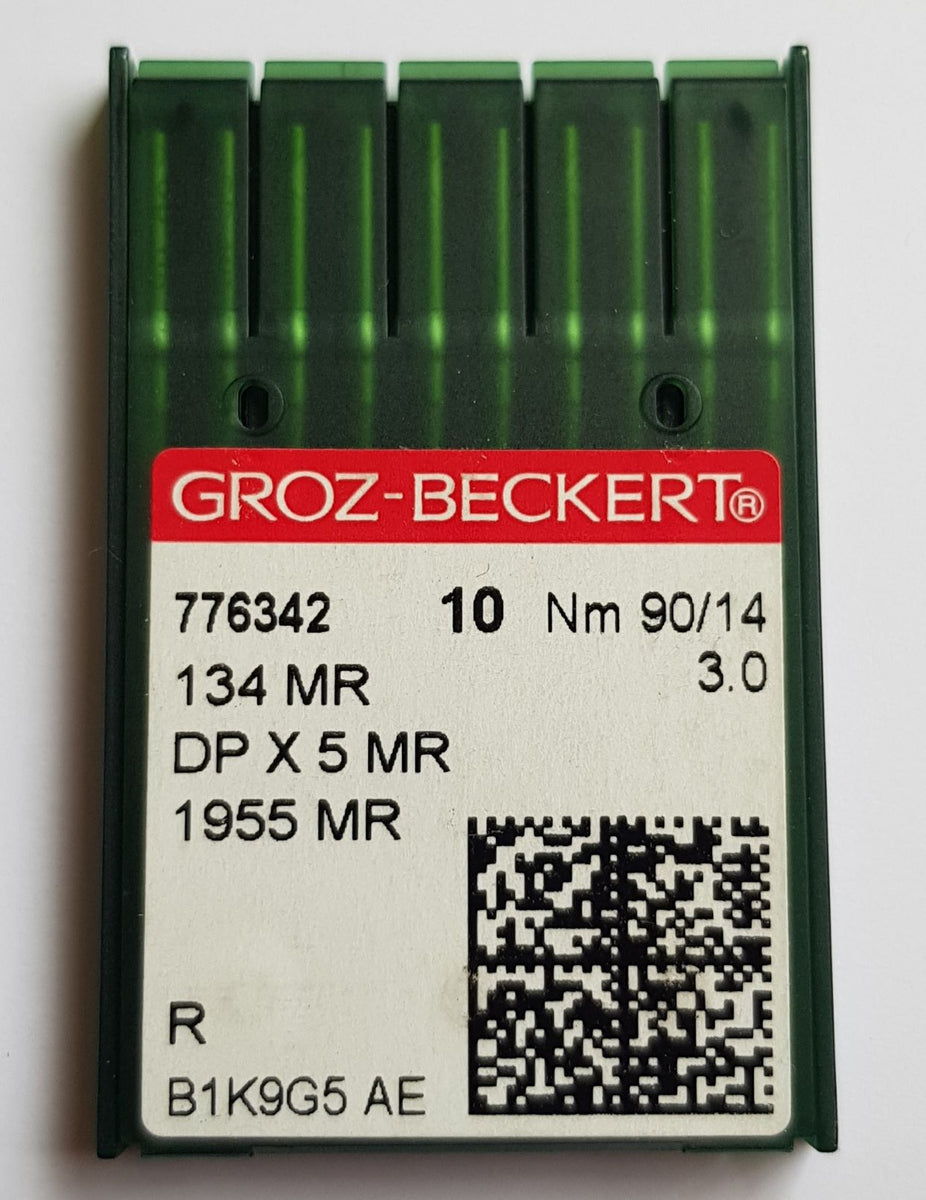 GROZ-BECKERT®
776342 10 Nm 90/14
134 MR 3.0
DP X 5 MR
1955 MR
R
B1K9G5 AE